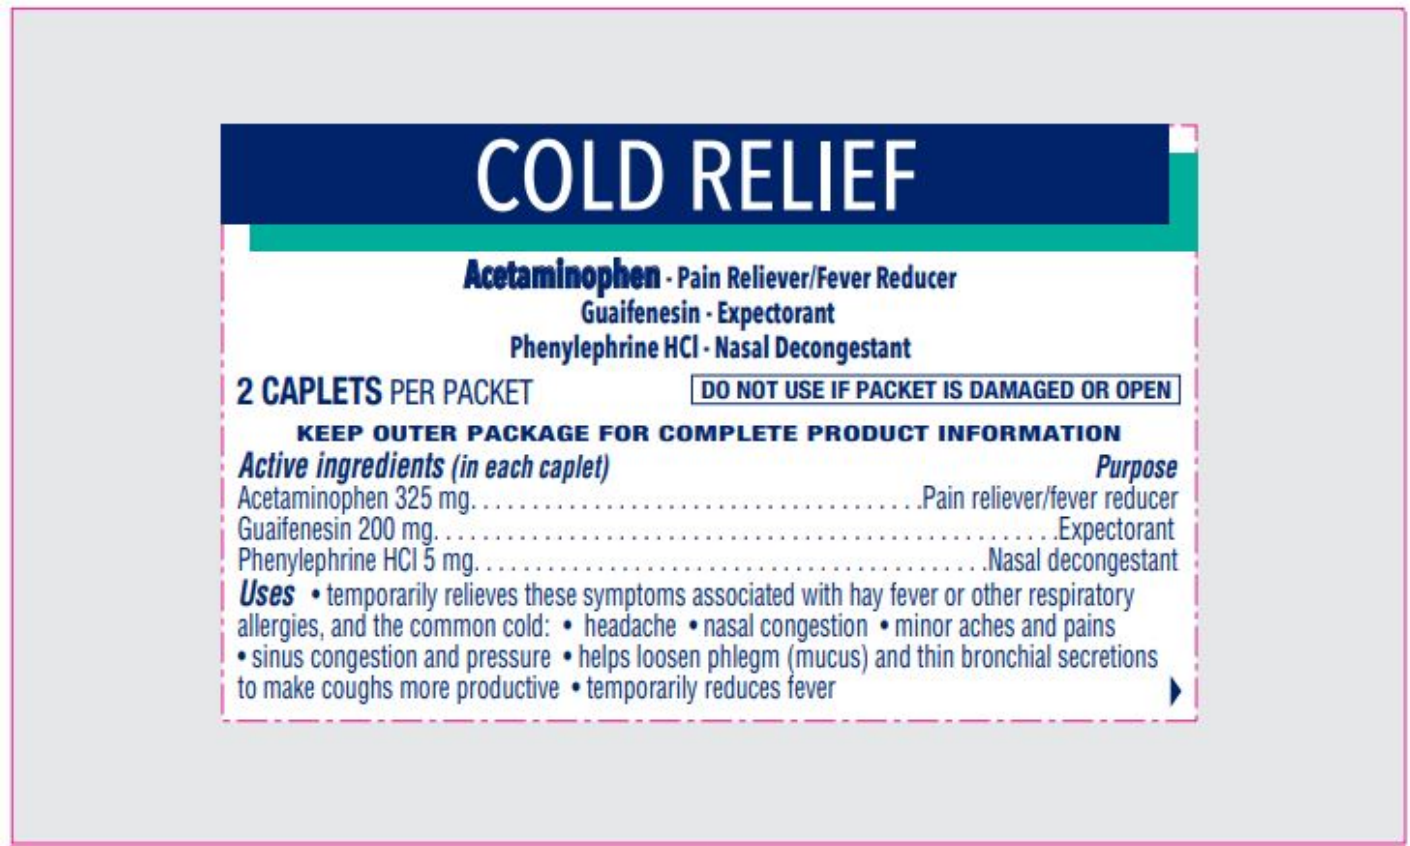 COLD RELIEF
Acetaminophen - Pain Reliever/Fever Reducer
Guaifenesin - Expectorant
Phenylephrine HCl - Nasal Decongestant
2 CAPLETS PER PACKET DO NOT USE IF PACKET IS DAMAGED OR OPEN
KEEP OUTER PACKAGE FOR COMPLETE PRODUCT INFORMATION
Active ingredients (in each caplet) Purpose
Acetaminophen 325 mg. . . . . . . . . . . . . . . . . . . . . . . . . . . . . . . . . . . . .Pain reliever/fever reducer
Guaifenesin 200 mg. . . . . . . . . . . . . . . . . . . . . . . . . . . . . . . . . . . . . . . . . . . . . . . . . . .Expectorant
Phenylephrine HCl 5 mg. . . . . . . . . . . . . . . . . . . . . . . . . . . . . . . . . . . . . . . . . .Nasal decongestant
Uses • temporarily relieves these symptoms associated with hay fever or other respiratory
allergies, and the common cold: • headache • nasal congestion • minor aches and pains
• sinus congestion and pressure • helps loosen phlegm (mucus) and thin bronchial secretions
to make coughs more productive • temporarily reduces fever